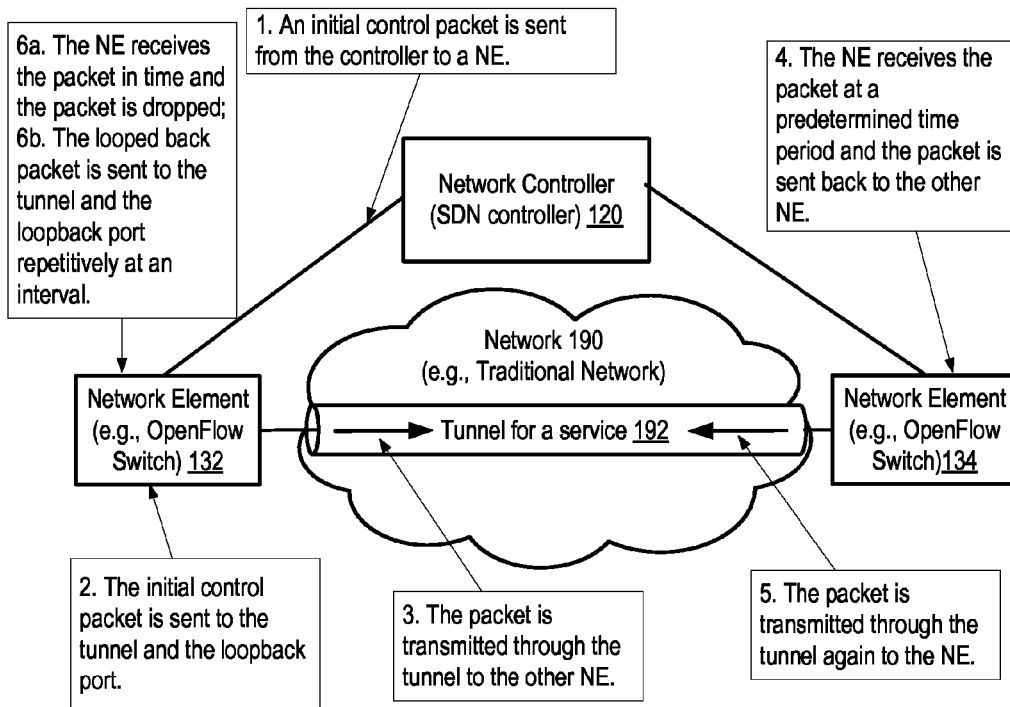 6a. The NE receives
the packet in time and
the packet is dropped;
6b. The looped back
packet is sent to the
tunnel and the
loopback port
repetitively at an
interval.
1. An initial control packet is sent
from the controller to a NE.
4. The NE receives the
packet at a
predetermined time
period and the packet is
sent back to the other
NE.
Network Controller
(SDN controller) 120
Network 190
(e.g., Traditional Network)
Network Element
(e.g., OpenFlow
Switch) 132
Tunnel for a service 192
Network Element
(e.g., OpenFlow
Switch)134
2. The initial control
packet is sent to the
tunnel and the loopback
port.
3. The packet is
transmitted through the
tunnel to the other NE.
5. The packet is
transmitted through the
tunnel again to the NE.